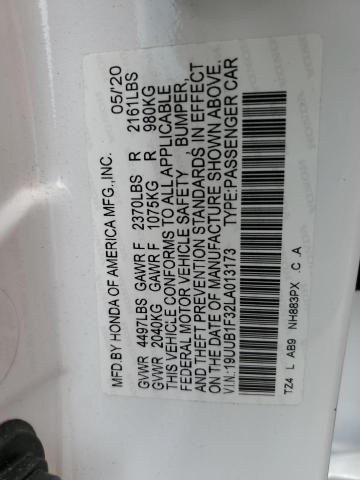 MFD.BY HONDA OF AMERICA MFG.,INC. 05/'20
GVWR 4497LBS GAWR F 2370LBS R 2161LBS
GVWR 2040KG GAWR F 1075KG R 980KG
THIS VEHICLE CONFORMS TO ALL APPLICABLE
FEDERAL MOTOR VEHICLE SAFETY , BUMPER,
AND THEFT PREVENTION STANDARDS IN EFFECT
ON THE DATE OF MANUFACTURE SHOWN ABOVE.
V.I.N.:19UUB1F32LA013173 TYPE:PASSENGER CAR
TZ4 L AB9 NH883PX .C A